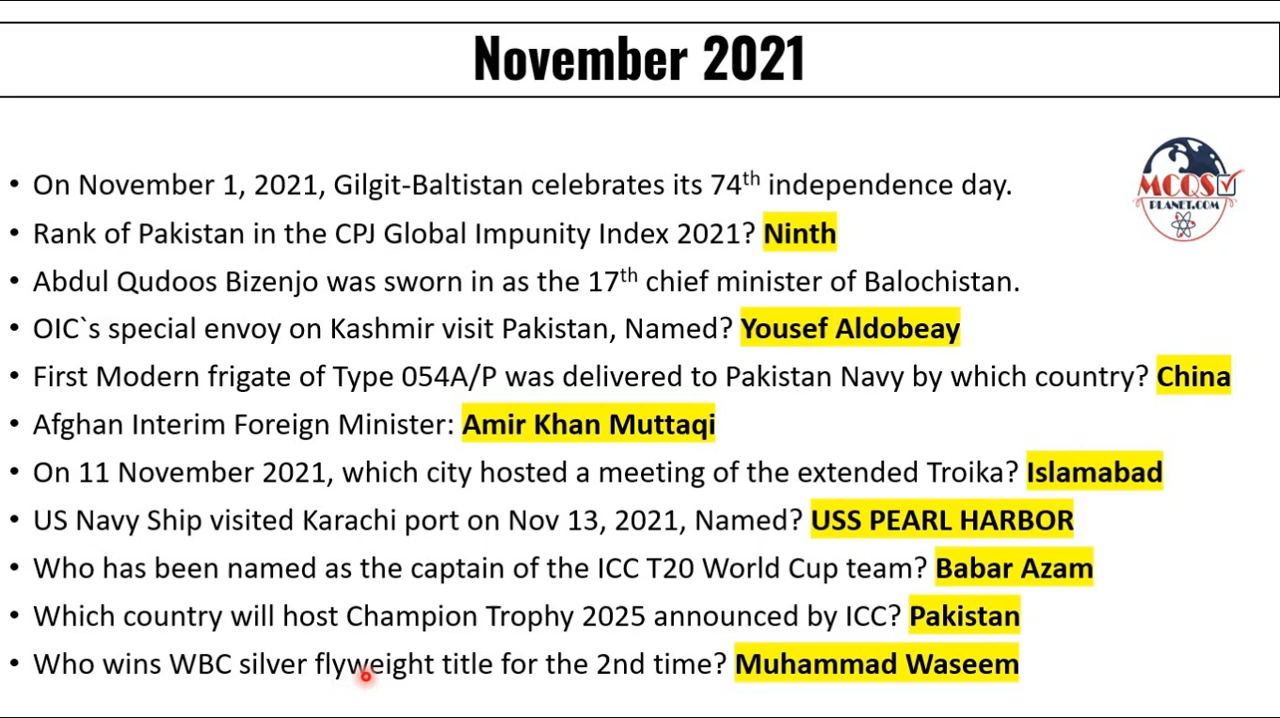 November 2021
MCQS
PLANET.COM
• On November 1, 2021, Gilgit-Baltistan celebrates its 74th independence day.
• Rank of Pakistan in the CPJ Global Impunity Index 2021? Ninth
• Abdul Qudoos Bizenjo was sworn in as the 17th chief minister of Balochistan.
• OIC`s special envoy on Kashmir visit Pakistan, Named? Yousef Aldobeay
• First Modern frigate of Type 054A/P was delivered to Pakistan Navy by which country? China
• Afghan Interim Foreign Minister: Amir Khan Muttaqi
• On 11 November 2021, which city hosted a meeting of the extended Troika? Islamabad
• US Navy Ship visited Karachi port on Nov 13, 2021, Named? USS PEARL HARBOR
• Who has been named as the captain of the ICC T20 World Cup team? Babar Azam
• Which country will host Champion Trophy 2025 announced by ICC? Pakistan
• Who wins WBC silver flyweight title for the 2nd time? Muhammad Waseem